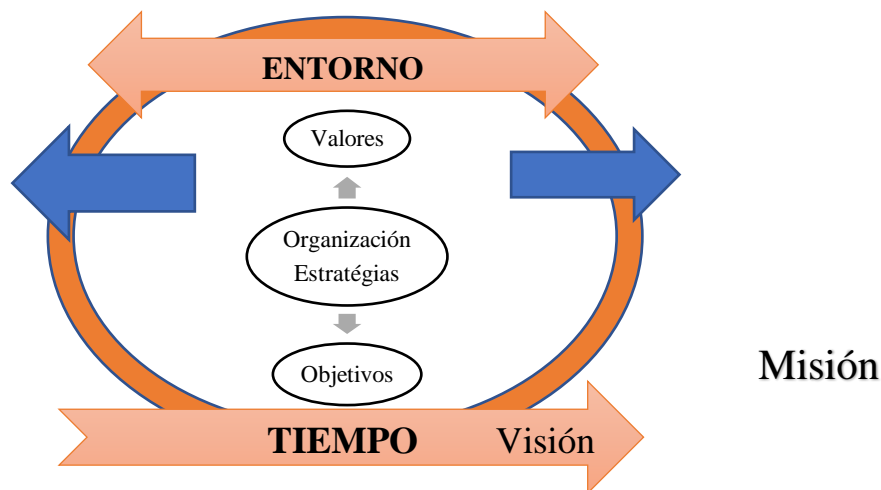 ENTORNO
Valores
Organización
Estratégias
Objetivos
Misión
TIEMPO Visión